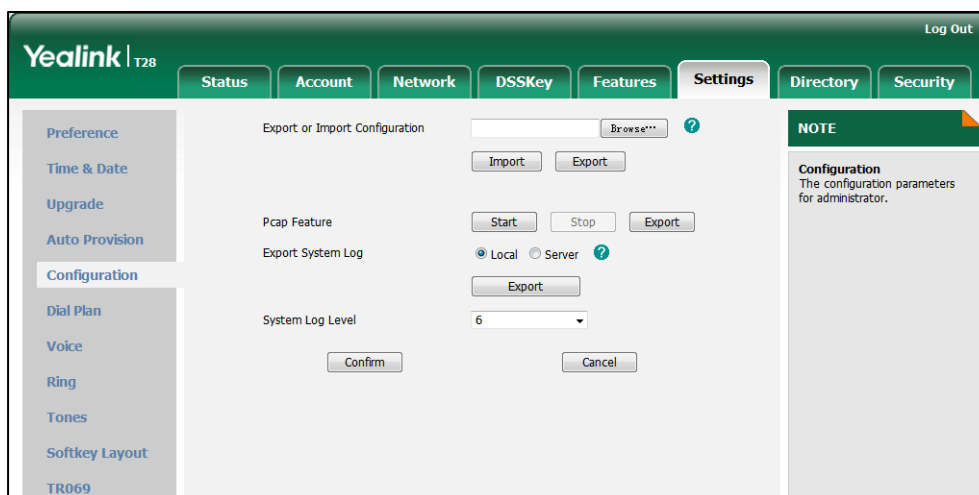 Log Out
Yealink | T28
Status Account Network DSSKey Features Settings Directory Security
Preference
Time & Date
Upgrade
Auto Provision
Configuration
Dial Plan
Voice
Ring
Tones
Softkey Layout
TR069
Export or Import Configuration Browse... ?
Import Export
Pcap Feature Start Stop Export
Export System Log Local Server ?
Export
System Log Level 6
Confirm Cancel
NOTE
Configuration
The configuration parameters
for administrator.